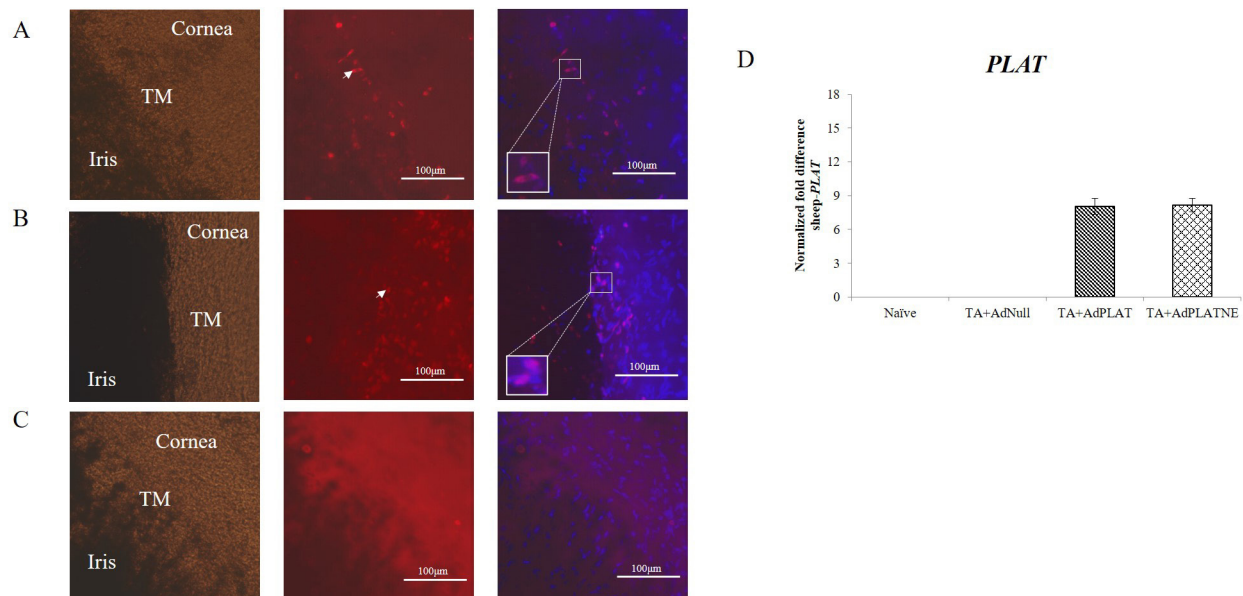 A
Cornea
TM
Iris
100μm
100μm
B
Cornea
TM
Iris
100μm
100μm
C
Cornea
TM
Iris
100μm
100μm
D
PLAT
Normalized fold difference
sheep-PLAT
18
15
12
9
6
3
0
Naïve
TA+AdNull
TA+AdPLAT
TA+AdPLATNE